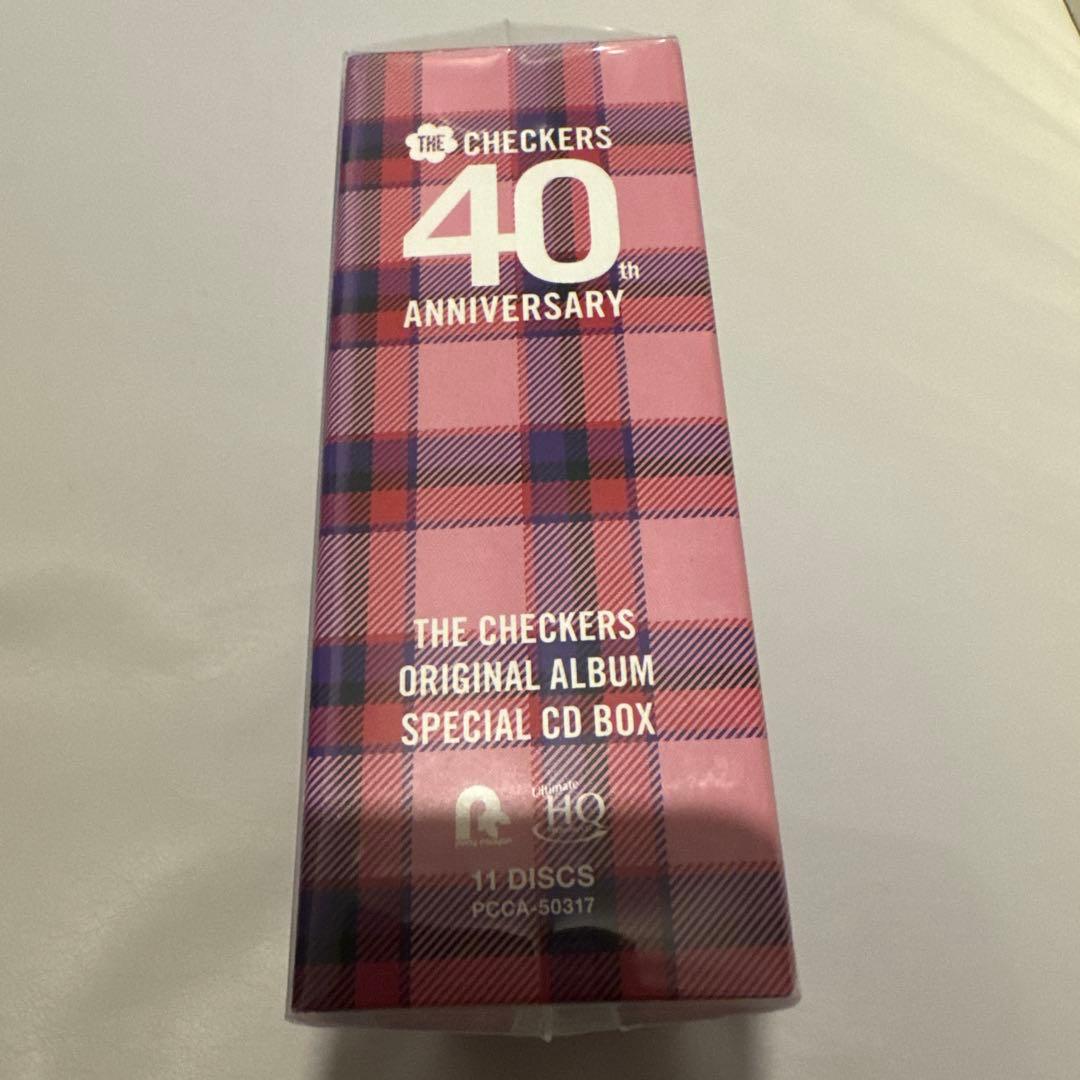 THE CHECKERS
40th
ANNIVERSARY
THE CHECKERS
ORIGINAL ALBUM
SPECIAL CD BOX
Ultimate
HQ
11 DISCS
PCCA-50317